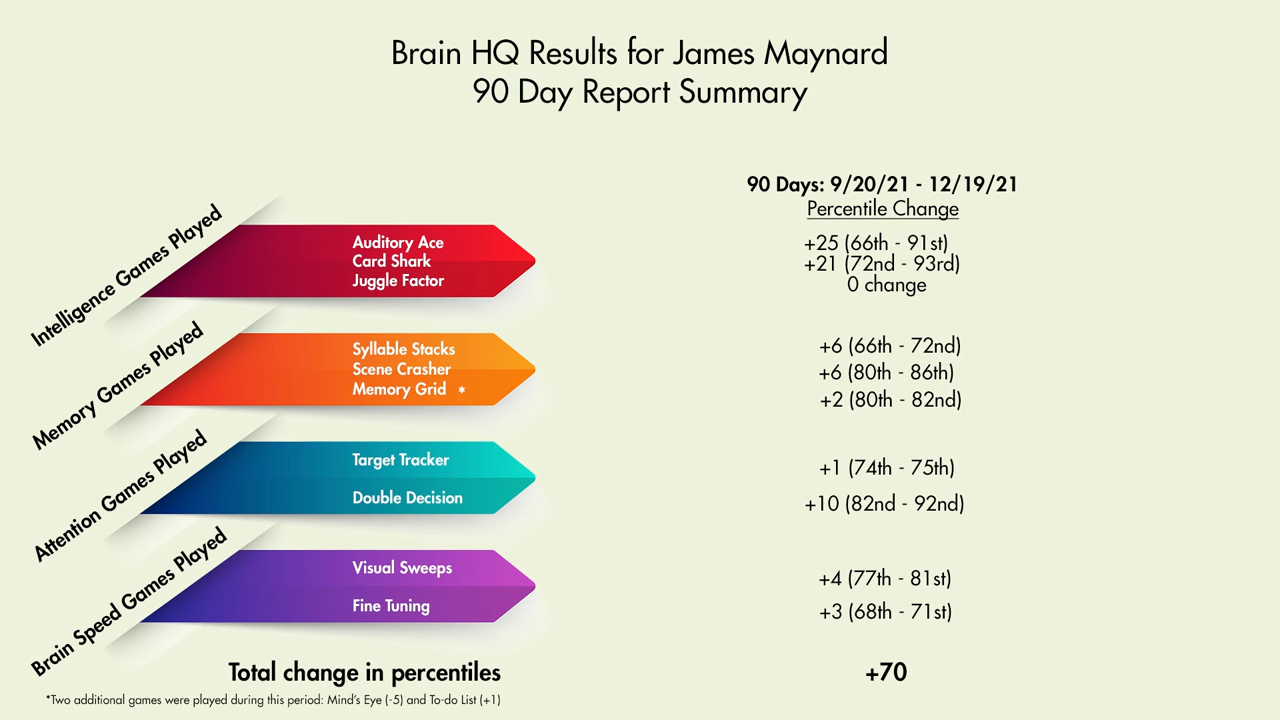 Brain HQ Results for James Maynard
90 Day Report Summary
90 Days: 9/20/21 - 12/19/21
Percentile Change
Intelligence Games Played
Auditory Ace
+25 (66th - 91st)
Card Shark
+21 (72nd - 93rd)
Juggle Factor
0 change
Memory Games Played
Syllable Stacks
+6 (66th - 72nd)
Scene Crasher
+6 (80th - 86th)
Memory Grid *
+2 (80th - 82nd)
Attention Games Played
Target Tracker
+1 (74th - 75th)
Double Decision
+10 (82nd - 92nd)
Brain Speed Games Played
Visual Sweeps
+4 (77th - 81st)
Fine Tuning
+3 (68th - 71st)
Total change in percentiles
+70
*Two additional games were played during this period: Mind's Eye (-5) and To-do List (+1)